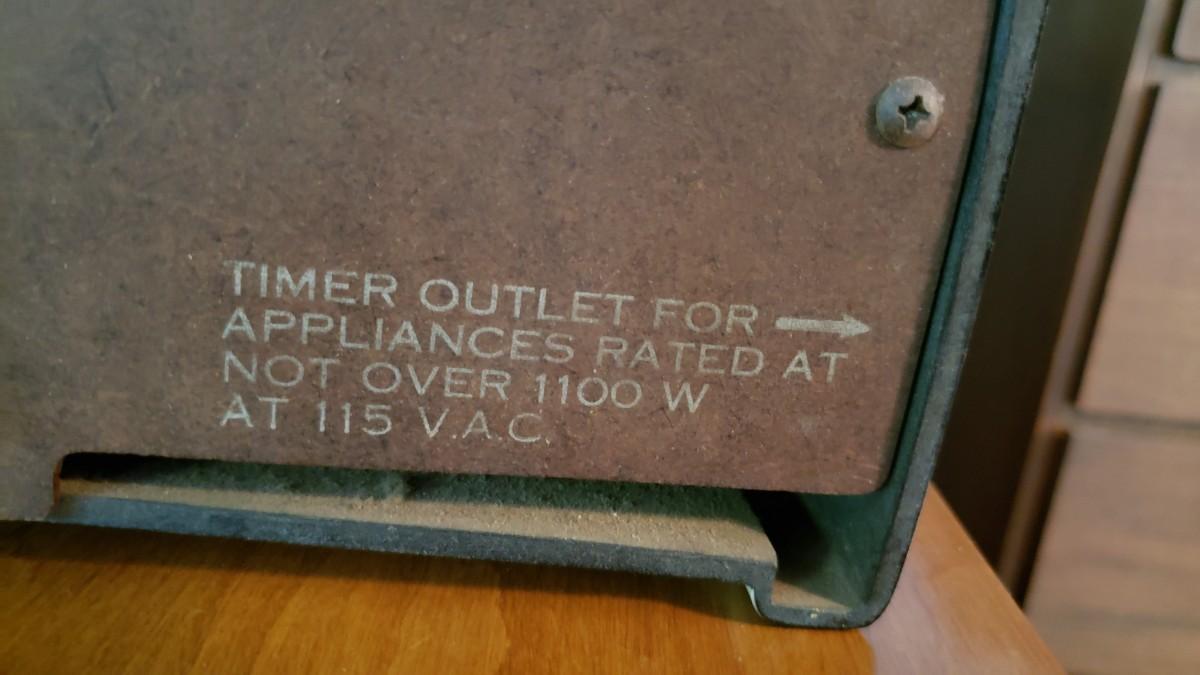 TIMER OUTLET FOR →
APPLIANCES RATED AT
NOT OVER 1100 W
AT 115 V.A.C.